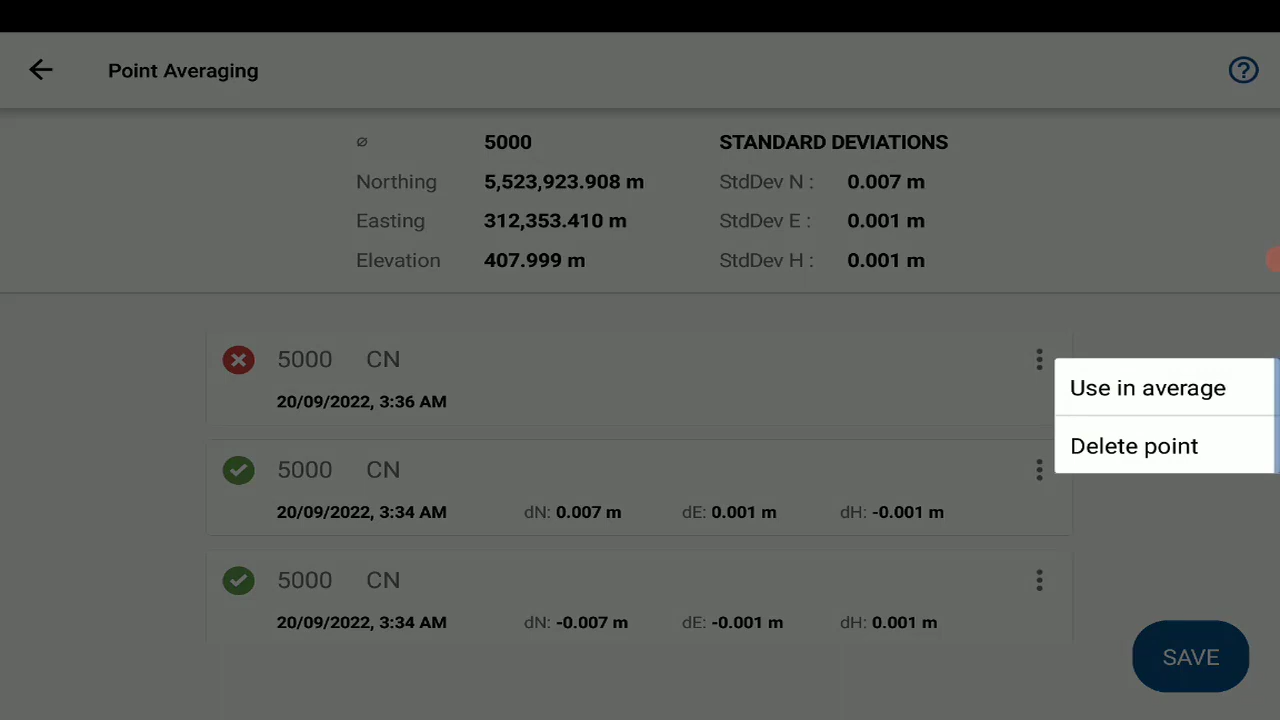 Point Averaging
⌀ 5000 STANDARD DEVIATIONS
Northing 5,523,923.908 m StdDev N : 0.007 m
Easting 312,353.410 m StdDev E : 0.001 m
Elevation 407.999 m StdDev H : 0.001 m
5000 CN
20/09/2022, 3:36 AM
Use in average
Delete point
5000 CN
20/09/2022, 3:34 AM dN: 0.007 m dE: 0.001 m dH: -0.001 m
5000 CN
20/09/2022, 3:34 AM dN: -0.007 m dE: -0.001 m dH: 0.001 m
SAVE